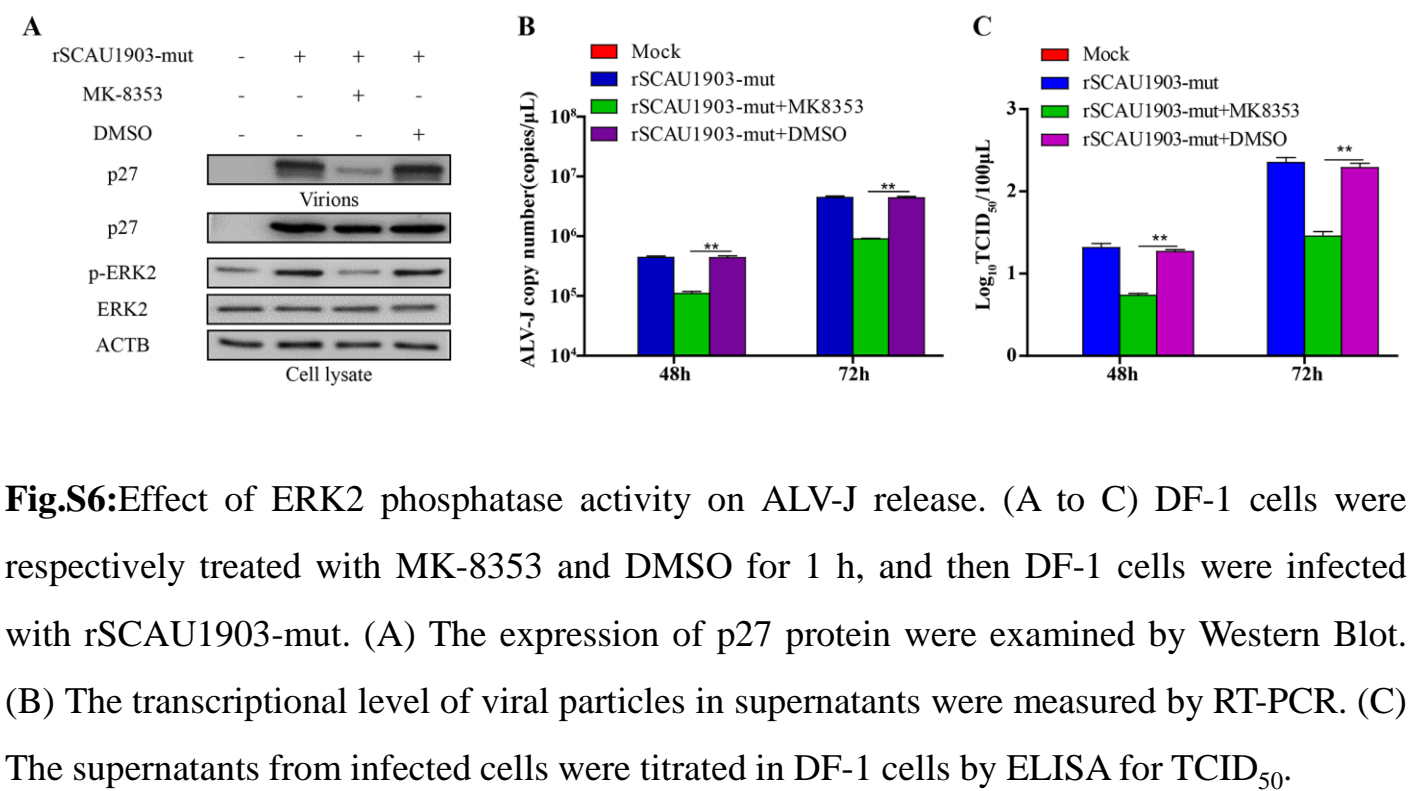 A
rSCAU1903-mut - + + +
MK-8353 - - + -
DMSO - - - +
p27
Virions
p27
p-ERK2
ERK2
ACTB
Cell lysate
B
Mock
rSCAU1903-mut
rSCAU1903-mut+MK8353
rSCAU1903-mut+DMSO
ALV-J copy number(copies/μL)
10⁸
10⁷
10⁶
10⁵
10⁴
**
**
48h
72h
C
Mock
rSCAU1903-mut
rSCAU1903-mut+MK8353
rSCAU1903-mut+DMSO
Log₁₀TCID₅₀/100μL
3
2
1
0
**
**
48h
72h
Fig.S6:Effect of ERK2 phosphatase activity on ALV-J release. (A to C) DF-1 cells were
respectively treated with MK-8353 and DMSO for 1 h, and then DF-1 cells were infected
with rSCAU1903-mut. (A) The expression of p27 protein were examined by Western Blot.
(B) The transcriptional level of viral particles in supernatants were measured by RT-PCR. (C)
The supernatants from infected cells were titrated in DF-1 cells by ELISA for TCID₅₀.